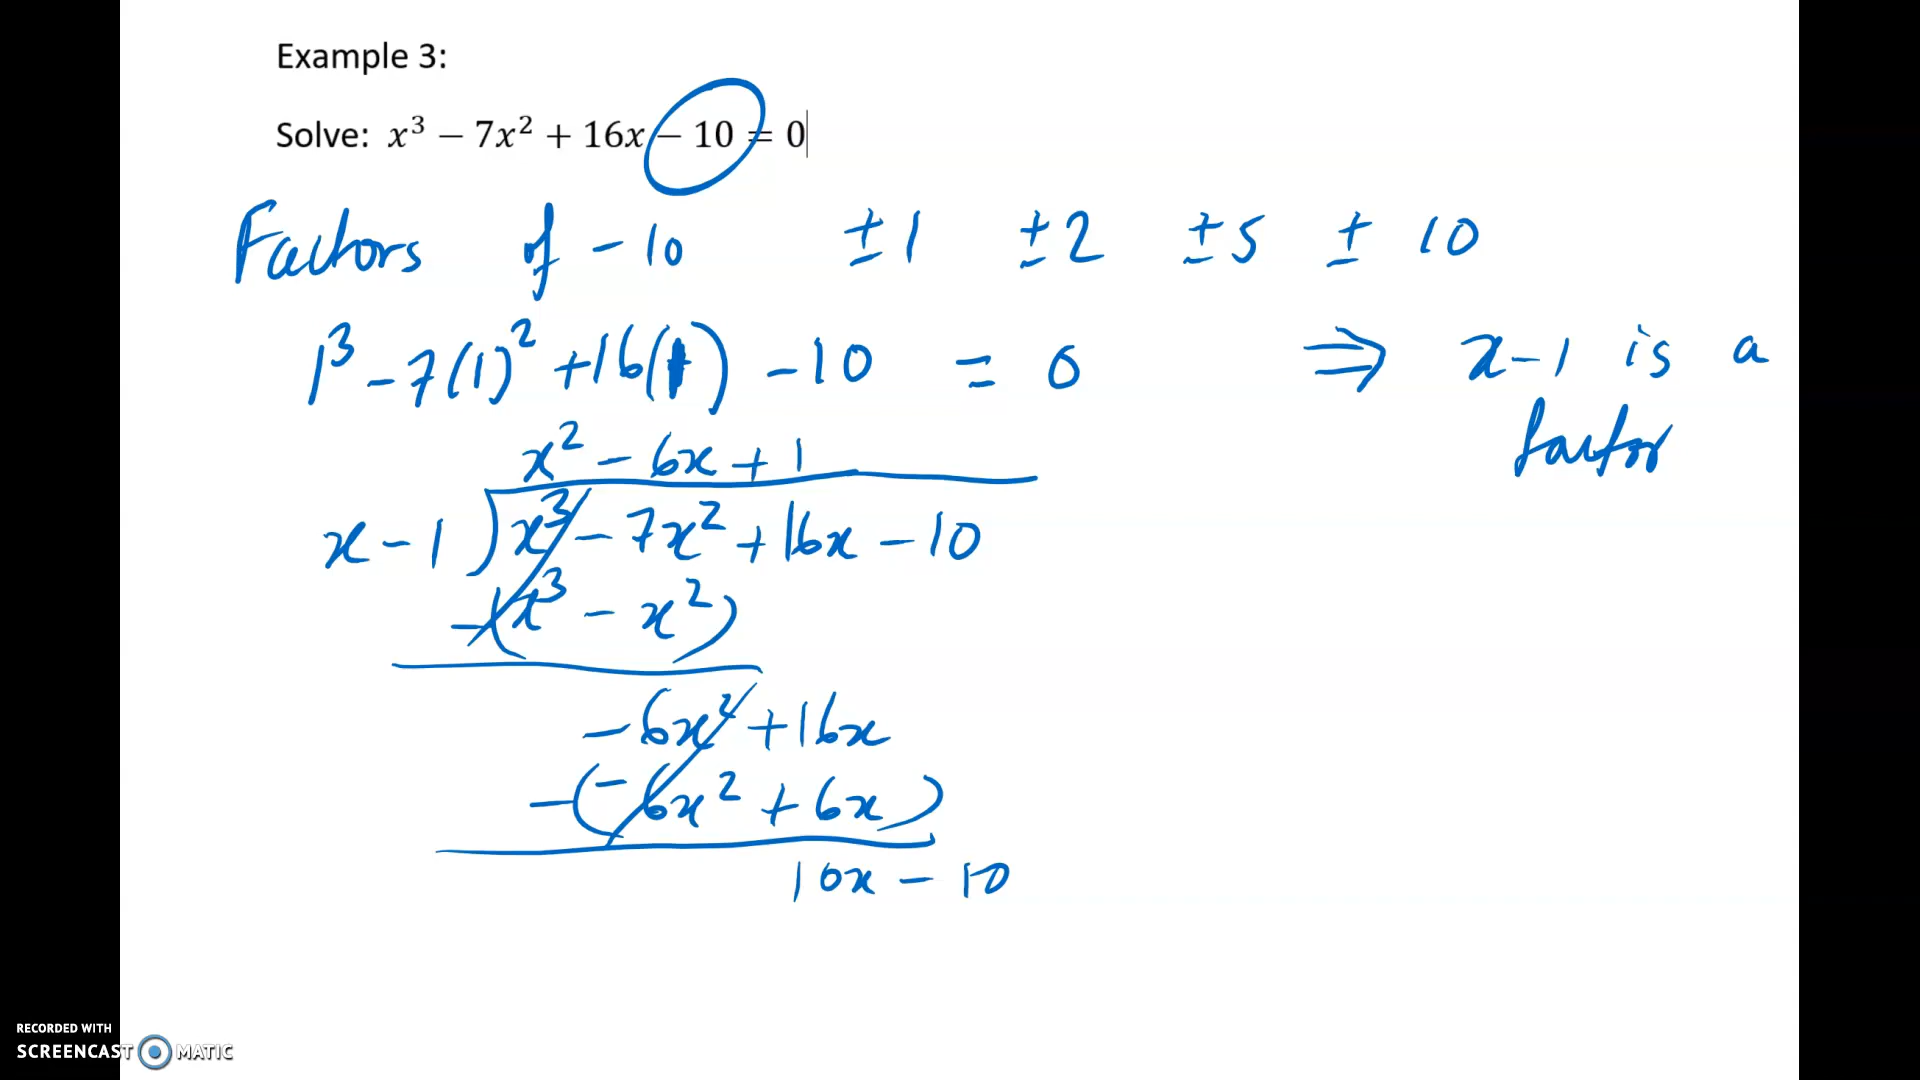 Example 3:
Solve: x³ − 7x² + 16x − 10 = 0
Factors of -10 ±1 ±2 ±5 ±10
1³ - 7(1)² + 16(1) - 10 = 0 ⇒ x-1 is a
factor
x² - 6x + 1
x - 1 ) x³ - 7x² + 16x - 10
-(x³ - x²)
-6x² + 16x
-(-6x² + 6x)
10x - 10
RECORDED WITH
SCREENCAST MATIC